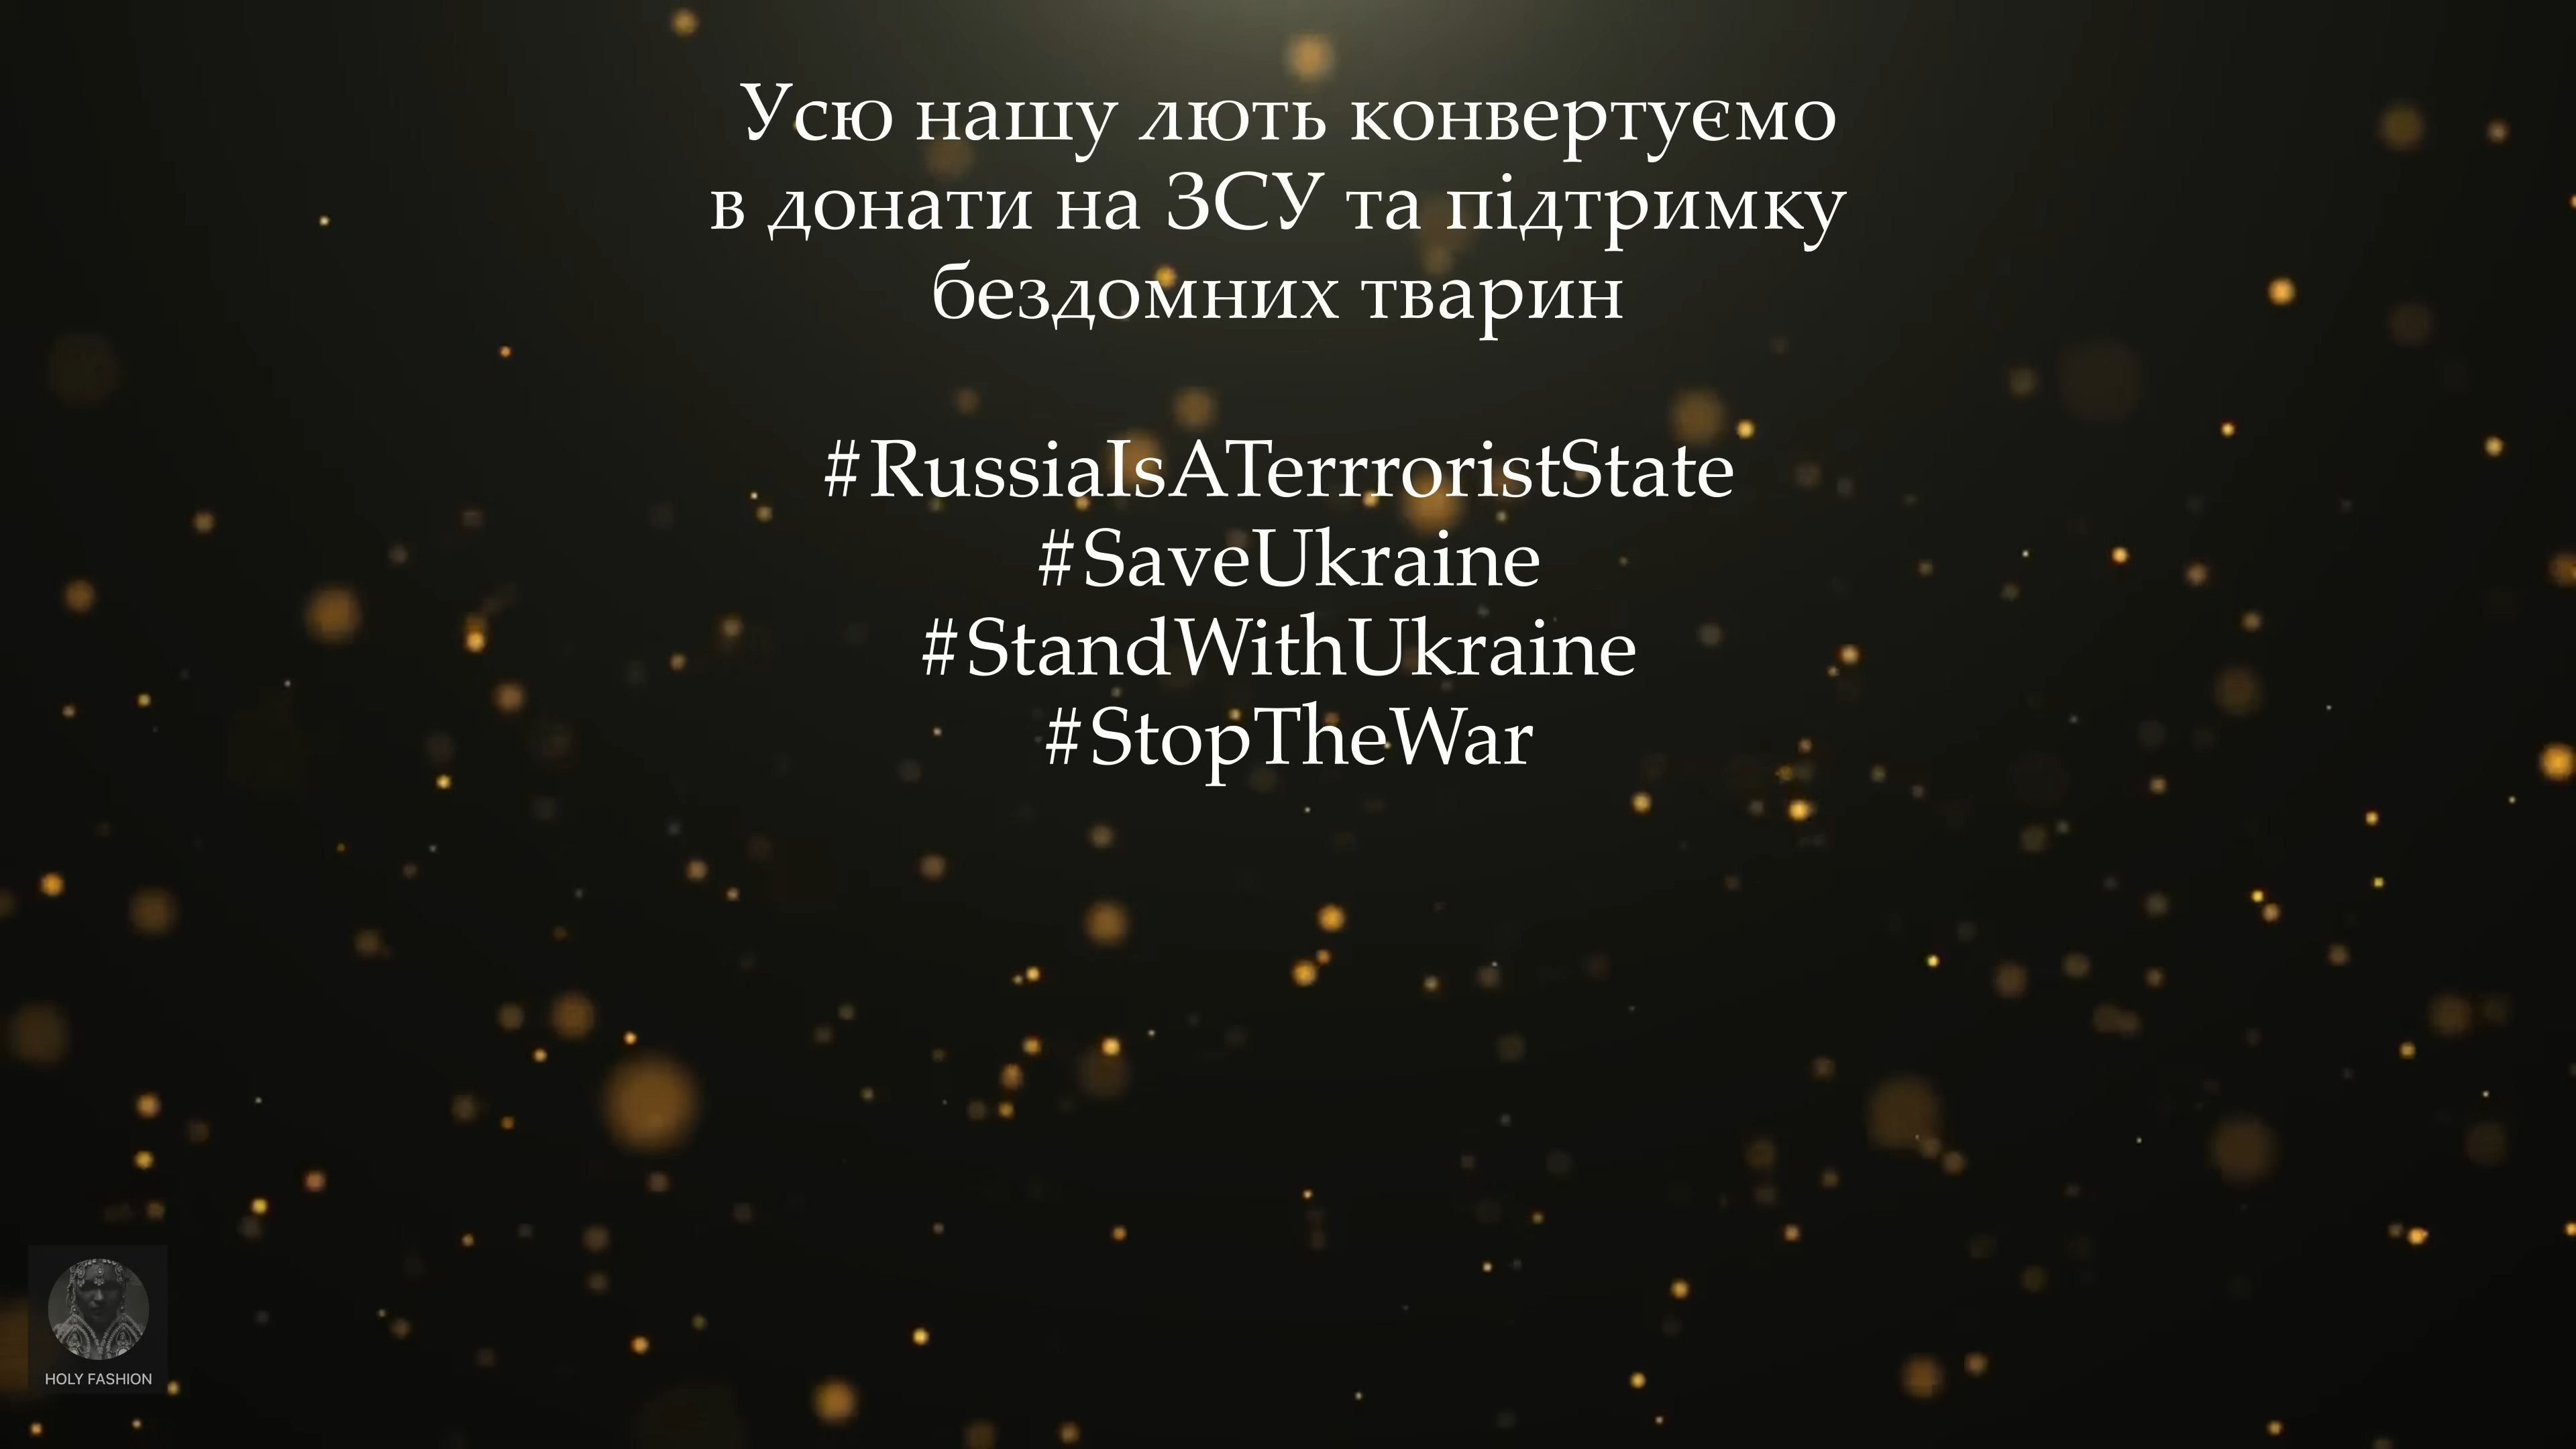 Усю нашу лють конвертуємо
в донати на ЗСУ та підтримку
бездомних тварин
#RussiaIsATerrroristState
#SaveUkraine
#StandWithUkraine
#StopTheWar
HOLY FASHION